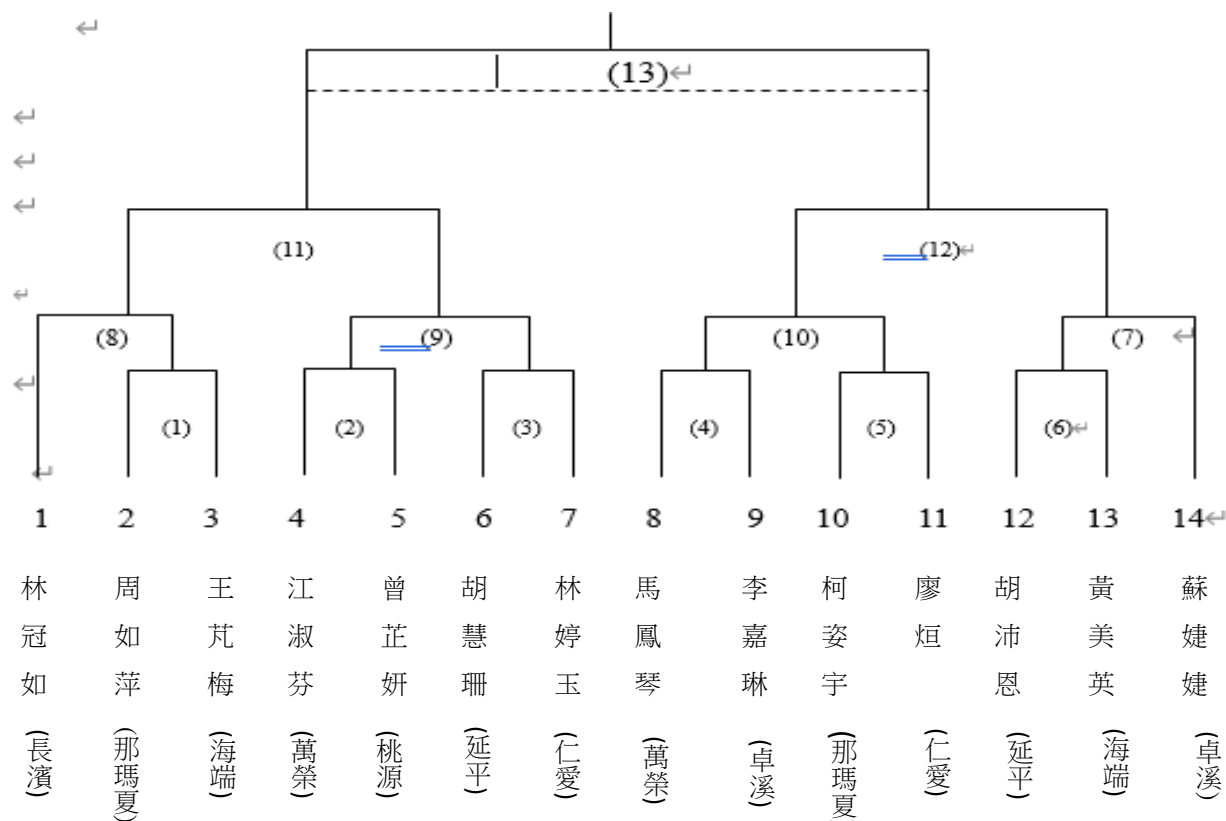 (13)
(11)
(12)
(8)
(9)
(10)
(7)
(1)
(2)
(3)
(4)
(5)
(6)
1 2 3 4 5 6 7 8 9 10 11 12 13 14
林冠如(長濱)
周如萍(那瑪夏)
王芃梅(海端)
江淑芬(萬榮)
曾芷妍(桃源)
胡慧珊(延平)
林婷玉(仁愛)
馬鳳琴(萬榮)
李嘉琳(卓溪)
柯姿宇(那瑪夏)
廖烜(仁愛)
胡沛恩(延平)
黃美英(海端)
蘇婕婕(卓溪)